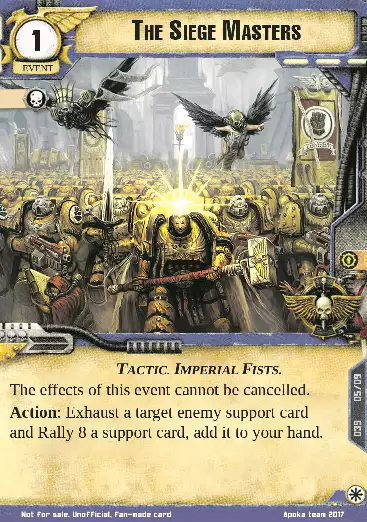 1
THE SIEGE MASTERS
EVENT
TACTIC. IMPERIAL FISTS.
The effects of this event cannot be cancelled.
Action: Exhaust a target enemy support card
and Rally 8 a support card, add it to your hand.
039
05/09
Not for sale. Unofficial. Fan-made card
Apoka team 2017